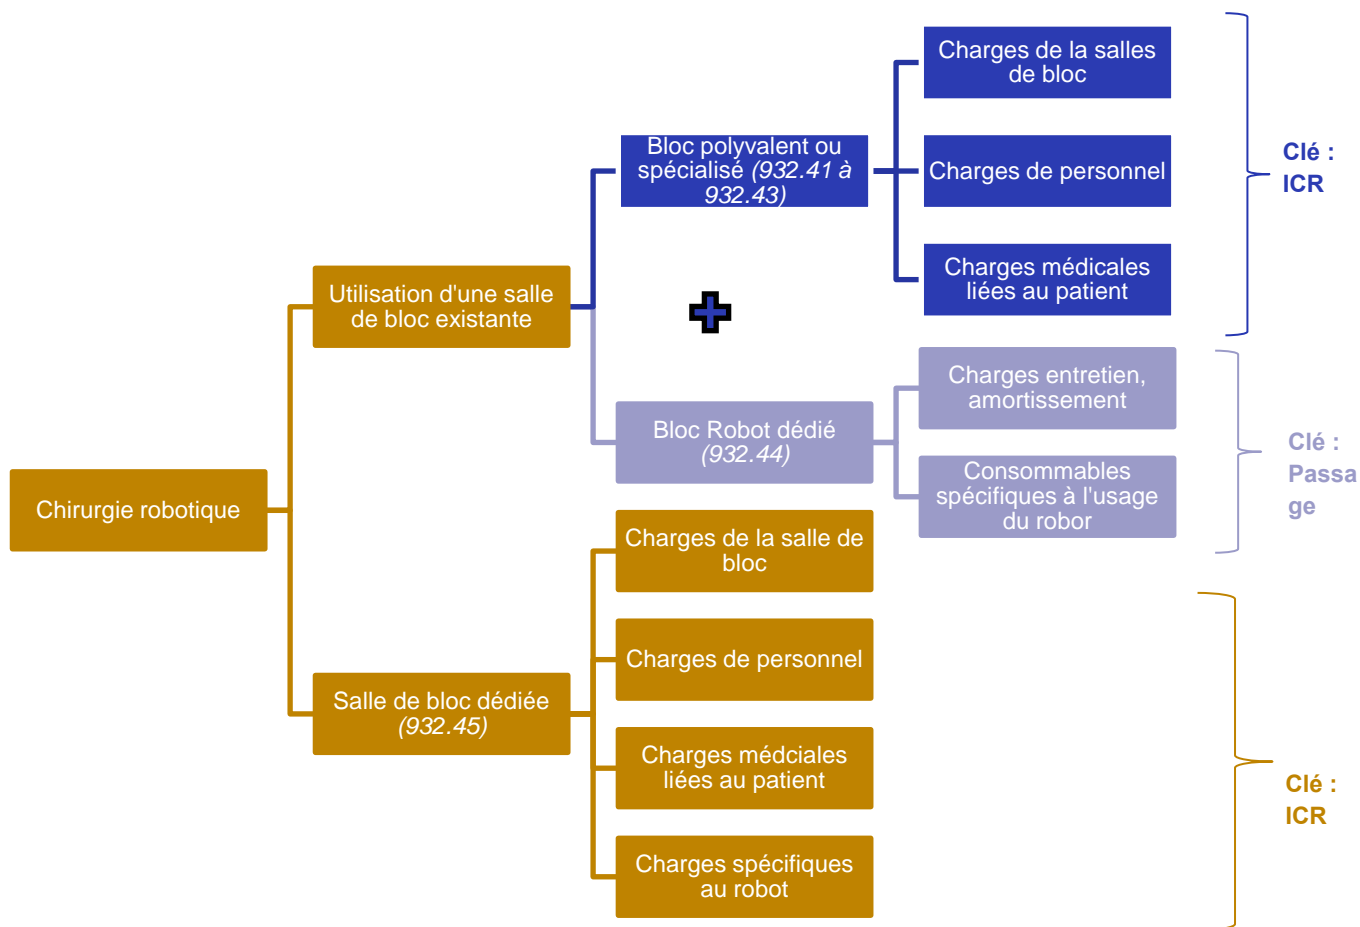 Chirurgie robotique
Utilisation d'une salle
de bloc existante
Bloc polyvalent ou
spécialisé (932.41 à
932.43)
Charges de la salles
de bloc
Charges de personnel
Charges médicales
liées au patient
Clé :
ICR
Bloc Robot dédié
(932.44)
Charges entretien,
amortissement
Consommables
spécifiques à l'usage
du robor
Clé :
Passa
ge
Salle de bloc dédiée
(932.45)
Charges de la salle de
bloc
Charges de personnel
Charges médciales
liées au patient
Charges spécifiques
au robot
Clé :
ICR